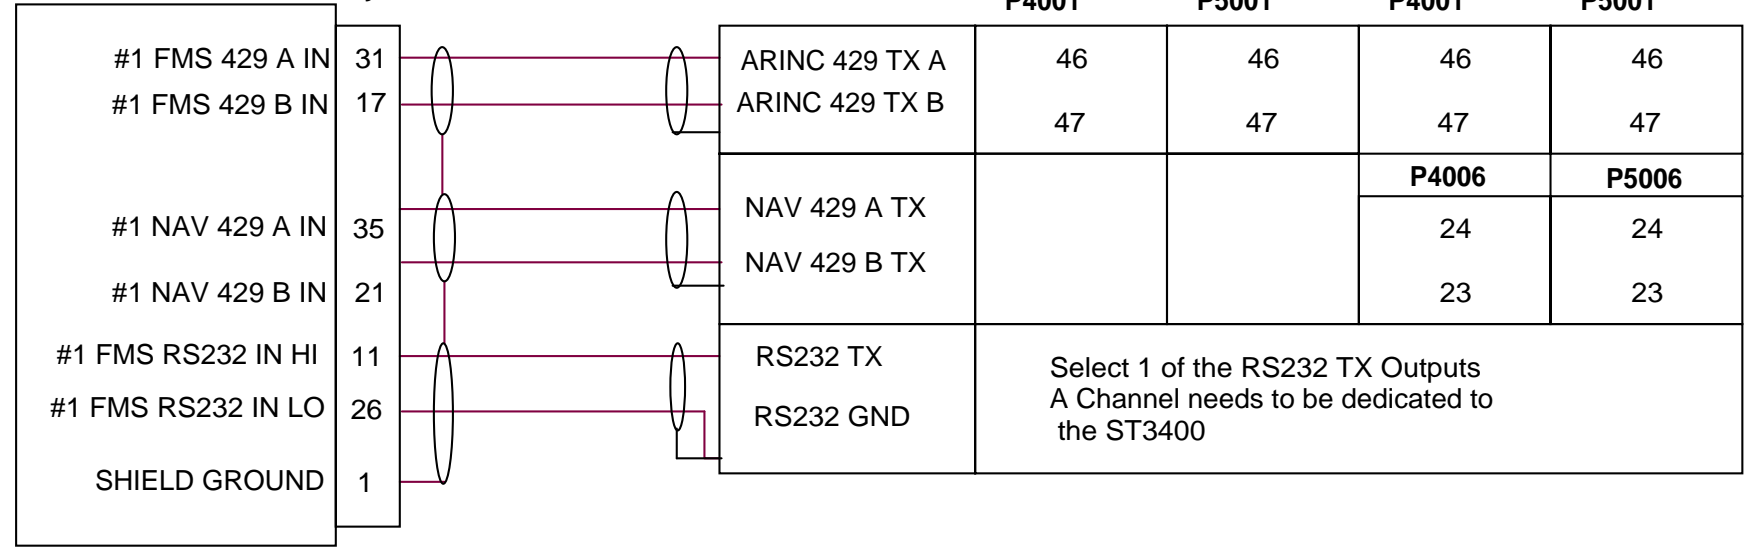 P4001 P5001 P4001 P5001
#1 FMS 429 A IN 31 ARINC 429 TX A 46 46 46 46
#1 FMS 429 B IN 17 ARINC 429 TX B 47 47 47 47
P4006 P5006
#1 NAV 429 A IN 35 NAV 429 A TX 24 24
#1 NAV 429 B IN 21 NAV 429 B TX 23 23
#1 FMS RS232 IN HI 11 RS232 TX
#1 FMS RS232 IN LO 26 RS232 GND
Select 1 of the RS232 TX Outputs
A Channel needs to be dedicated to
the ST3400
SHIELD GROUND 1